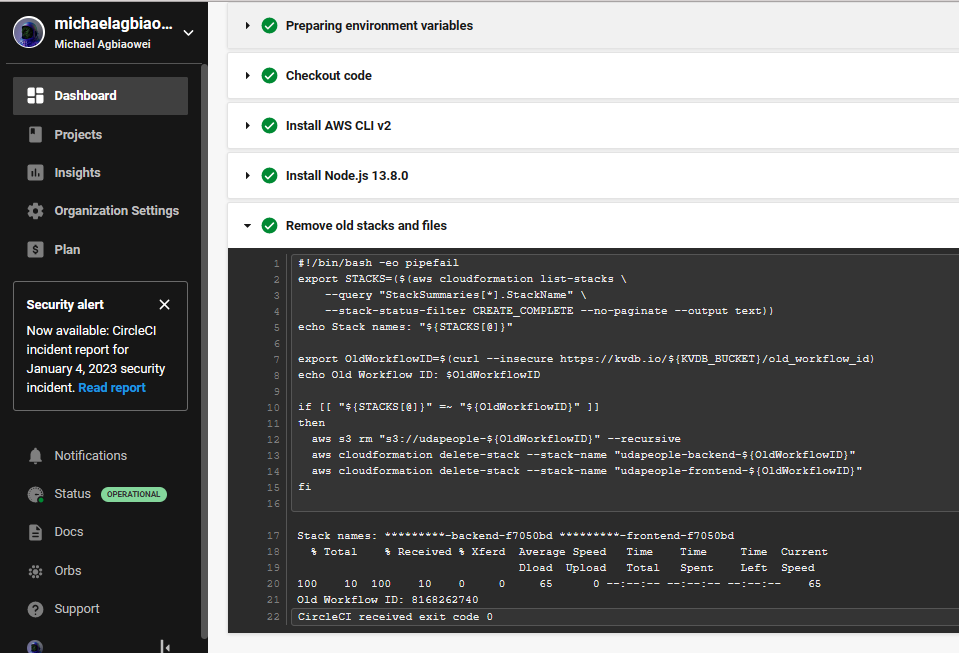 michaelagbiao...
Michael Agbiaowei
Dashboard
Projects
Insights
Organization Settings
Plan
Security alert
Now available: CircleCI
incident report for
January 4, 2023 security
incident. Read report
Notifications
Status OPERATIONAL
Docs
Orbs
Support
Preparing environment variables
Checkout code
Install AWS CLI v2
Install Node.js 13.8.0
Remove old stacks and files
1 #!/bin/bash -eo pipefail
2 export STACKS=($(aws cloudformation list-stacks \
3     --query "StackSummaries[*].StackName" \
4     --stack-status-filter CREATE_COMPLETE --no-paginate --output text))
5 echo Stack names: "${STACKS[@]}"
6
7 export OldWorkflowID=$(curl --insecure https://kvdb.io/${KVDB_BUCKET}/old_workflow_id)
8 echo Old Workflow ID: $OldWorkflowID
9
10 if [[ "${STACKS[@]}" =~ "${OldWorkflowID}" ]]
11 then
12   aws s3 rm "s3://udapeople-${OldWorkflowID}" --recursive
13   aws cloudformation delete-stack --stack-name "udapeople-backend-${OldWorkflowID}"
14   aws cloudformation delete-stack --stack-name "udapeople-frontend-${OldWorkflowID}"
15 fi
16
17 Stack names: *********-backend-f7050bd *********-frontend-f7050bd
18   % Total    % Received % Xferd  Average Speed   Time    Time     Time  Current
19                                  Dload  Upload   Total   Spent    Left  Speed
20 100    10  100    10    0     0     65      0 --:--:-- --:--:-- --:--:--    65
21 Old Workflow ID: 8168262740
22 CircleCI received exit code 0